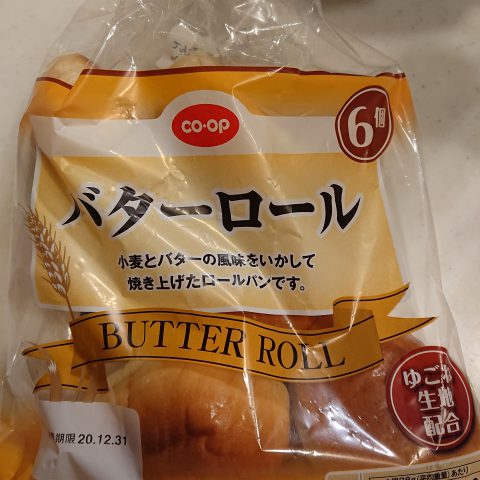 CO·OP
6個
バターロール
小麦とバターの風味をいかして
焼き上げたロールパンです。
BUTTER ROLL
ゆごね
生地
配合
期限 20.12.31